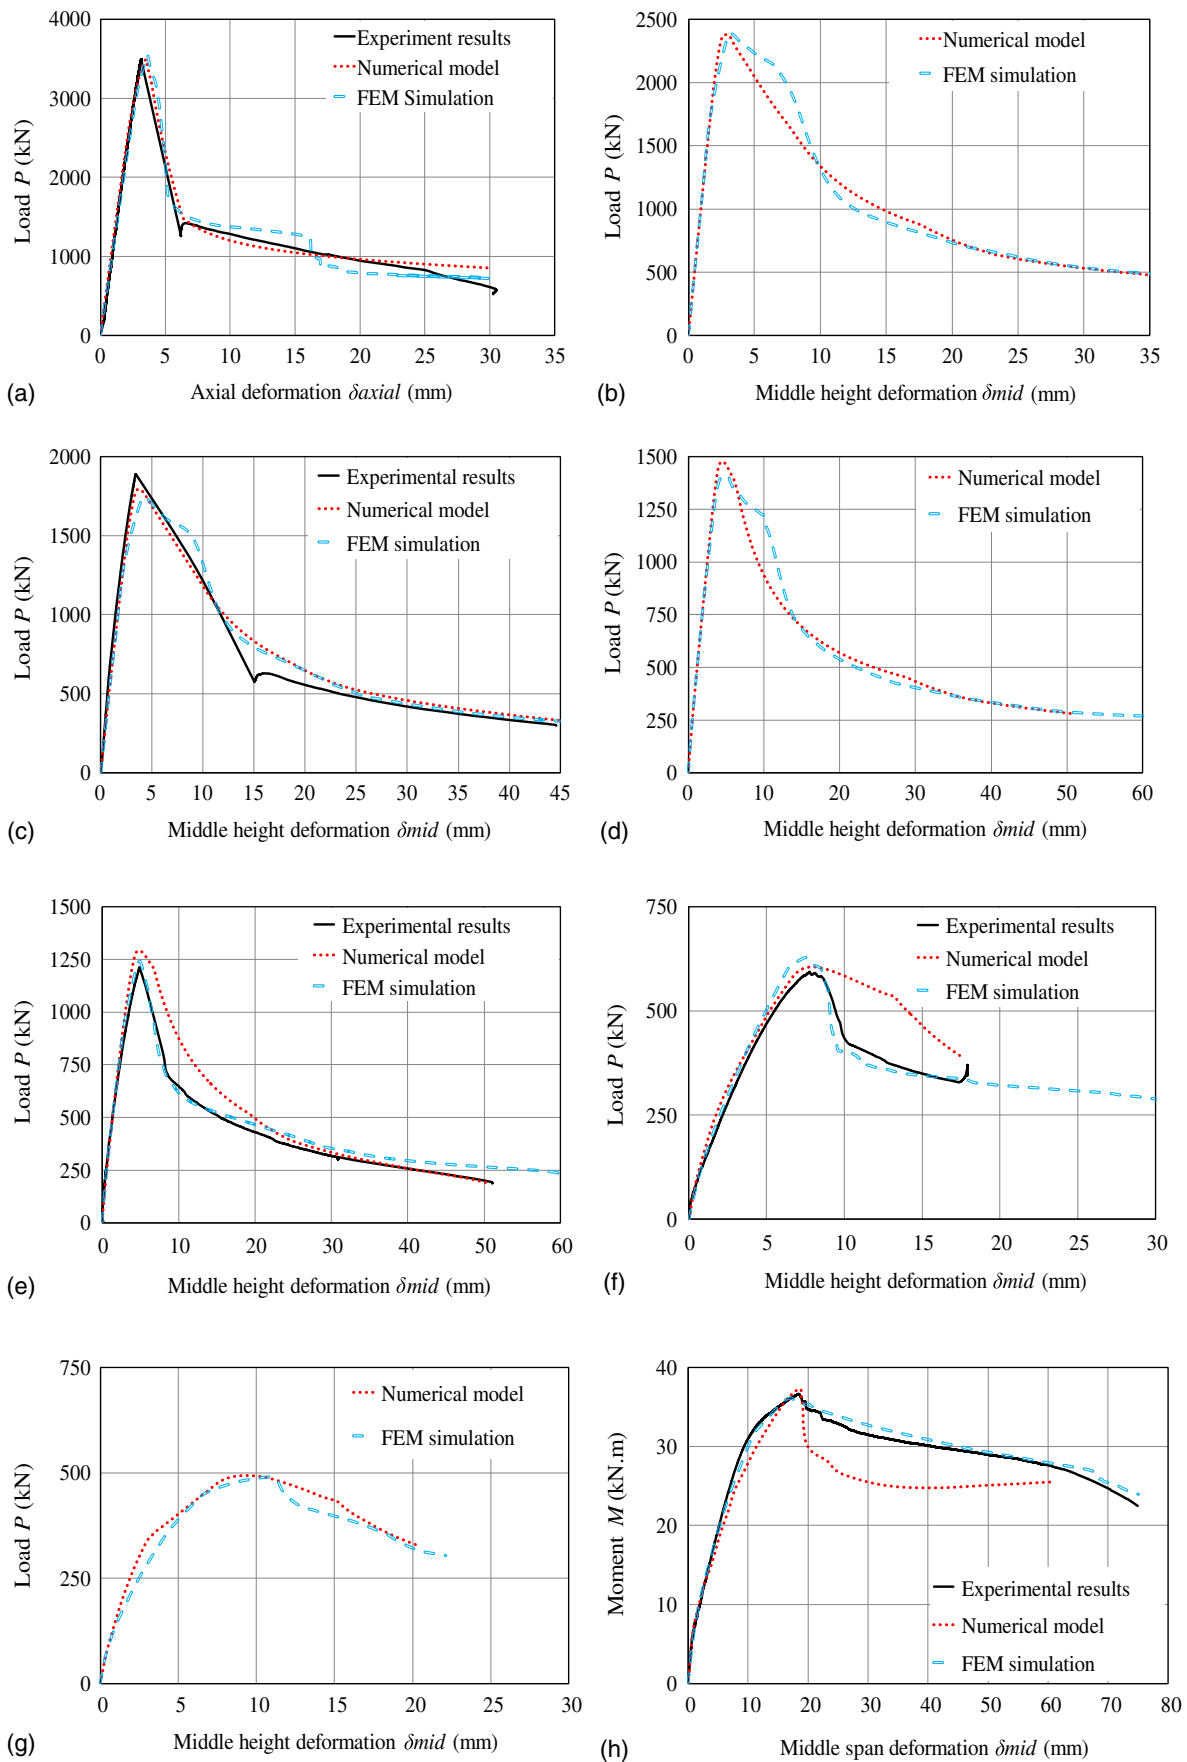 4000
3000
2000
1000
0
Load P (kN)
Experiment results
Numerical model
FEM Simulation
0 5 10 15 20 25 30 35
(a) Axial deformation δaxial (mm)
2500
2000
1500
1000
500
0
Load P (kN)
Numerical model
FEM simulation
0 5 10 15 20 25 30 35
(b) Middle height deformation δmid (mm)
2000
1500
1000
500
0
Load P (kN)
Experimental results
Numerical model
FEM simulation
0 5 10 15 20 25 30 35 40 45
(c) Middle height deformation δmid (mm)
1500
1250
1000
750
500
250
0
Load P (kN)
Numerical model
FEM simulation
0 10 20 30 40 50 60
(d) Middle height deformation δmid (mm)
1500
1250
1000
750
500
250
0
Load P (kN)
Experimental results
Numerical model
FEM simulation
0 10 20 30 40 50 60
(e) Middle height deformation δmid (mm)
750
500
250
0
Load P (kN)
Experimental results
Numerical model
FEM simulation
0 5 10 15 20 25 30
(f) Middle height deformation δmid (mm)
750
500
250
0
Load P (kN)
Numerical model
FEM simulation
0 5 10 15 20 25 30
(g) Middle height deformation δmid (mm)
40
30
20
10
0
Moment M (kN.m)
Experimental results
Numerical model
FEM simulation
0 10 20 30 40 50 60 70 80
(h) Middle span deformation δmid (mm)